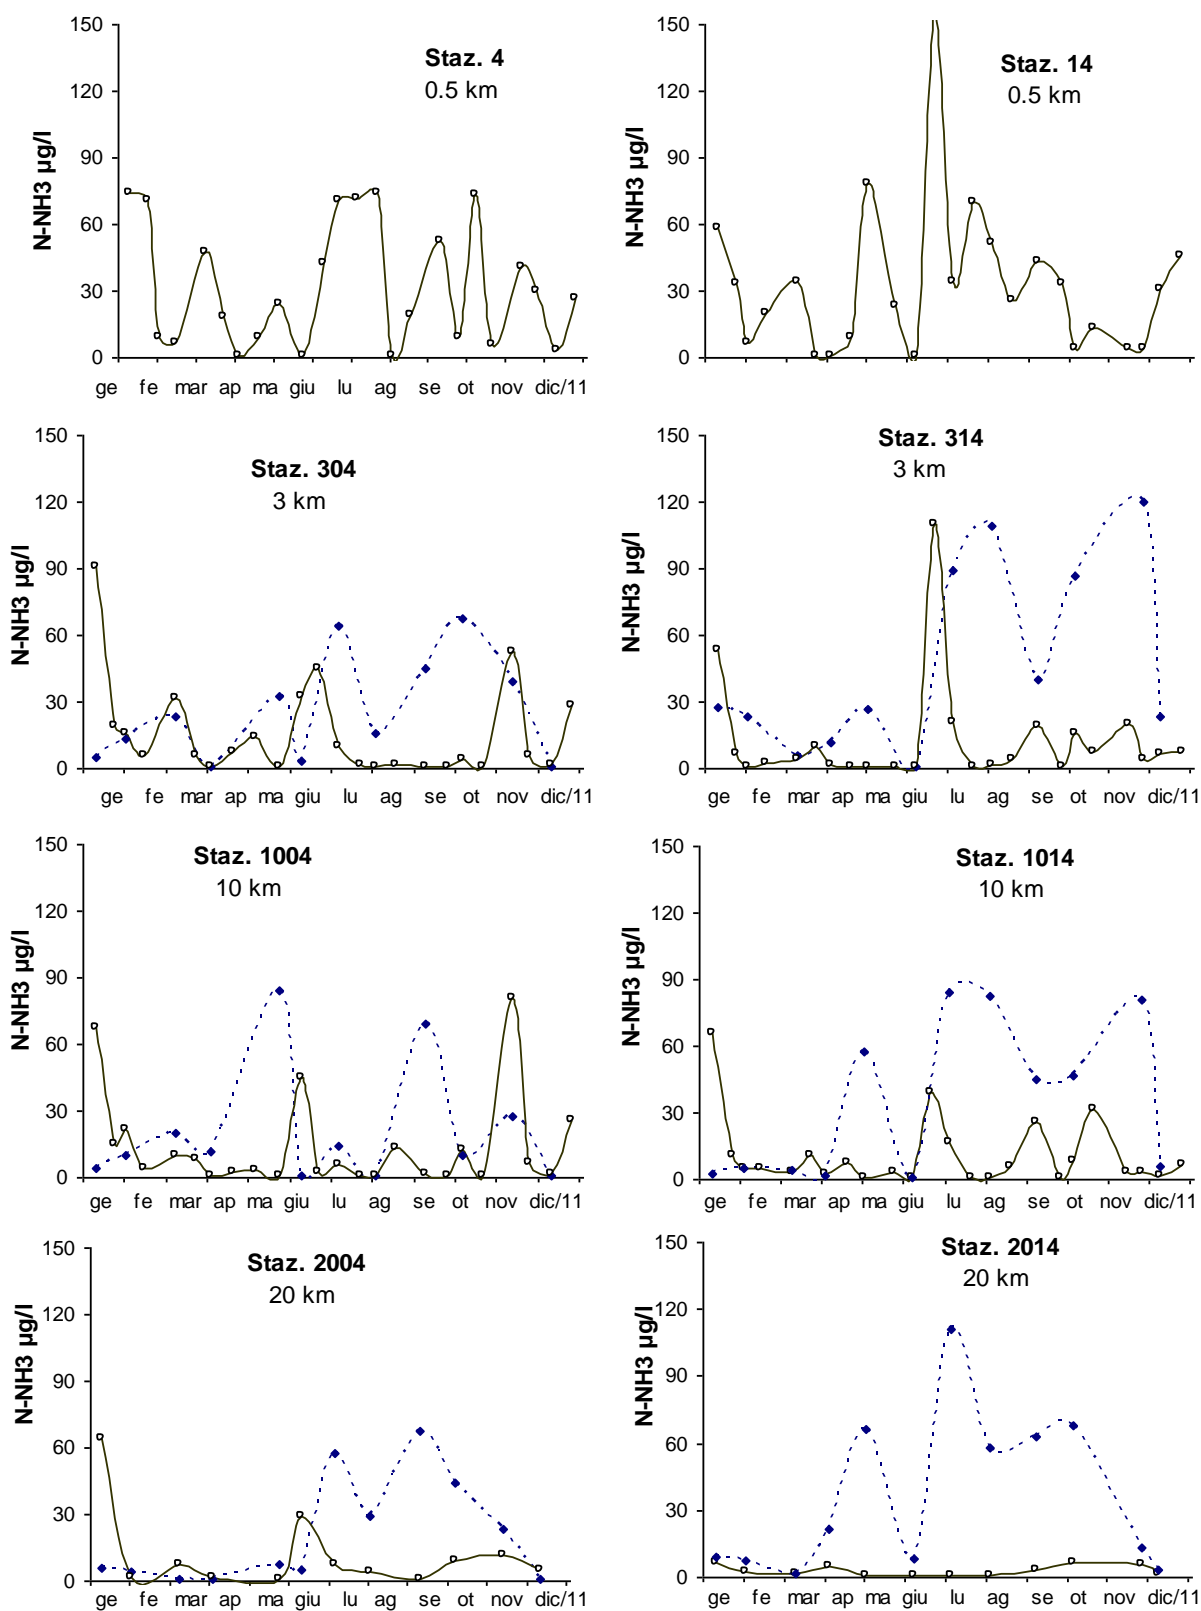 Staz. 4
0.5 km
N-NH3 µg/l
150
120
90
60
30
0
ge fe mar ap ma giu lu ag se ot nov dic/11
Staz. 14
0.5 km
N-NH3 µg/l
150
120
90
60
30
0
Staz. 304
3 km
N-NH3 µg/l
150
120
90
60
30
0
ge fe mar ap ma giu lu ag se ot nov dic/11
Staz. 314
3 km
N-NH3 µg/l
150
120
90
60
30
0
ge fe mar ap ma giu lu ag se ot nov dic/11
Staz. 1004
10 km
N-NH3 µg/l
150
120
90
60
30
0
ge fe mar ap ma giu lu ag se ot nov dic/11
Staz. 1014
10 km
N-NH3 µg/l
150
120
90
60
30
0
ge fe mar ap ma giu lu ag se ot nov dic/11
Staz. 2004
20 km
N-NH3 µg/l
150
120
90
60
30
0
ge fe mar ap ma giu lu ag se ot nov dic/11
Staz. 2014
20 km
N-NH3 µg/l
150
120
90
60
30
0
ge fe mar ap ma giu lu ag se ot nov dic/11